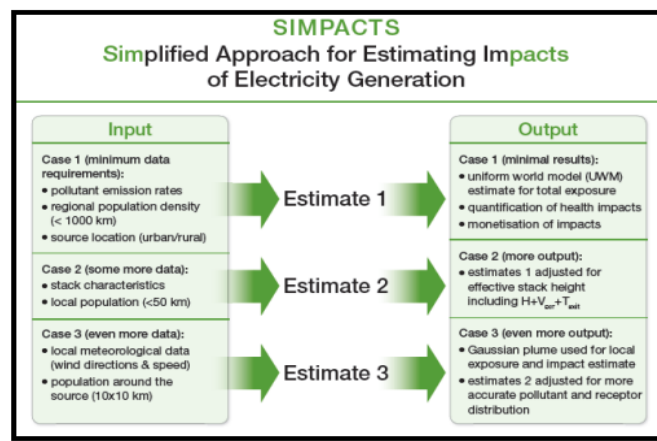 SIMPACTS
Simplified Approach for Estimating Impacts
of Electricity Generation
Input
Case 1 (minimum data
requirements):
• pollutant emission rates
• regional population density
(< 1000 km)
• source location (urban/rural)
Case 2 (some more data):
• stack characteristics
• local population (<50 km)
Case 3 (even more data):
• local meteorological data
(wind directions & speed)
• population around the
source (10x10 km)
Estimate 1
Estimate 2
Estimate 3
Output
Case 1 (minimal results):
• uniform world model (UWM)
estimate for total exposure
• quantification of health impacts
• monetisation of impacts
Case 2 (more output):
• estimates 1 adjusted for
effective stack height
including
Case 3 (even more output):
• Gaussian plume used for local
exposure and impact estimate
• estimates 2 adjusted for more
accurate pollutant and receptor
distribution